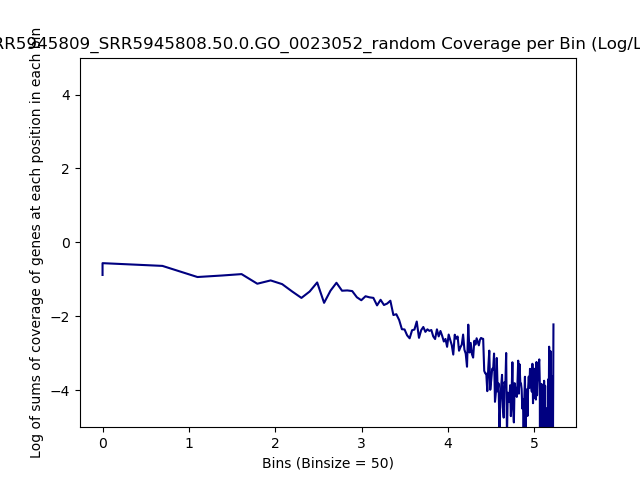 5945809_SRR5945808.50.0.GO_0023052_random Coverage per Bin (Log/L
Log of sums of coverage of genes at each position in each bin
4
2
0
−2
−4
0 1 2 3 4 5
Bins (Binsize = 50)